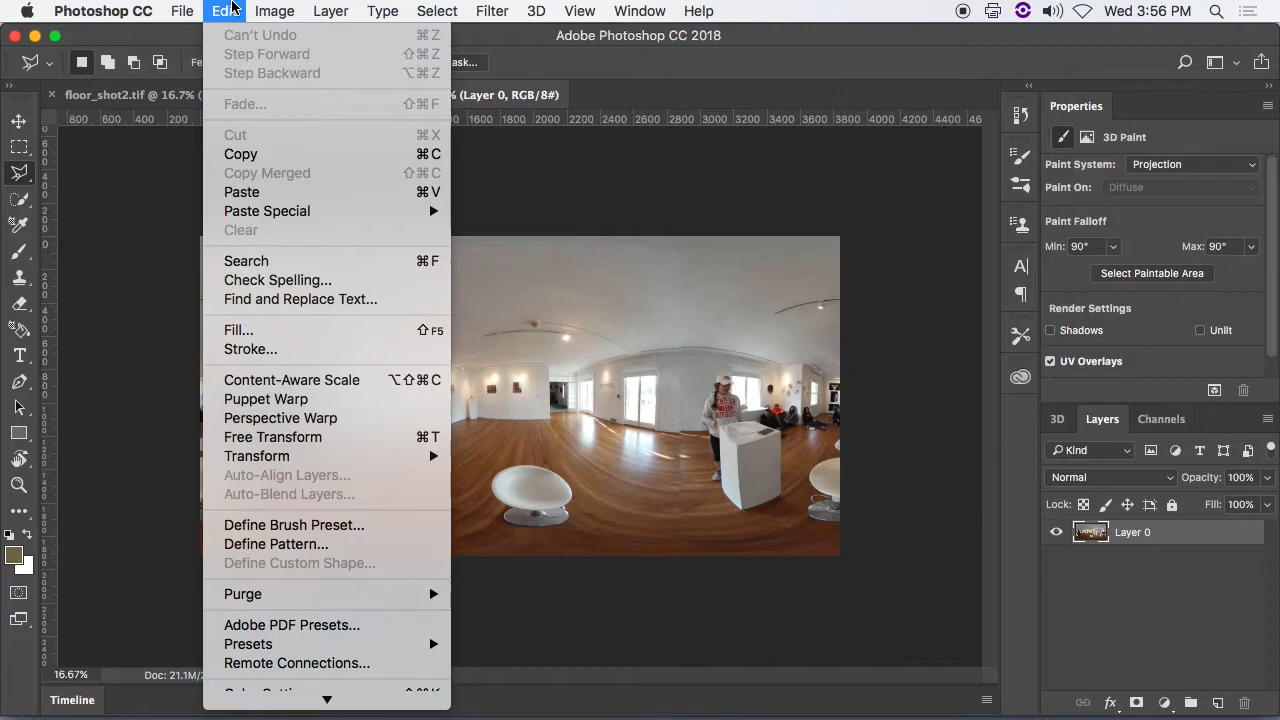 Photoshop CC File Edit Image Layer Type Select Filter 3D View Window Help Wed 3:56 PM
Adobe Photoshop CC 2018
Can't Undo ⌘Z
Step Forward ⇧⌘Z
Step Backward ⌥⌘Z
Fade... ⇧⌘F
Cut ⌘X
Copy ⌘C
Copy Merged ⇧⌘C
Paste ⌘V
Paste Special
Clear
Search ⌘F
Check Spelling...
Find and Replace Text...
Fill... ⇧F5
Stroke...
Content-Aware Scale ⌥⇧⌘C
Puppet Warp
Perspective Warp
Free Transform ⌘T
Transform
Auto-Align Layers...
Auto-Blend Layers...
Define Brush Preset...
Define Pattern...
Define Custom Shape...
Purge
Adobe PDF Presets...
Presets
Remote Connections...
ask...
floor_shot2.tif @ 16.7% (Layer 0, RGB/8#)
800 600 400 200 1600 1800 2000 2200 2400 2600 2800 3000 3200 3400 3600 3800 4000 4200 4400 46
Properties
3D Paint
Paint System: Projection
Paint On: Diffuse
Paint Falloff
Min: 90° Max: 90°
Select Paintable Area
Render Settings
Shadows Unlit
UV Overlays
3D Layers Channels
Kind
Normal Opacity: 100%
Lock: Fill: 100%
Layer 0
16.67% Doc: 21.1M/2
Timeline